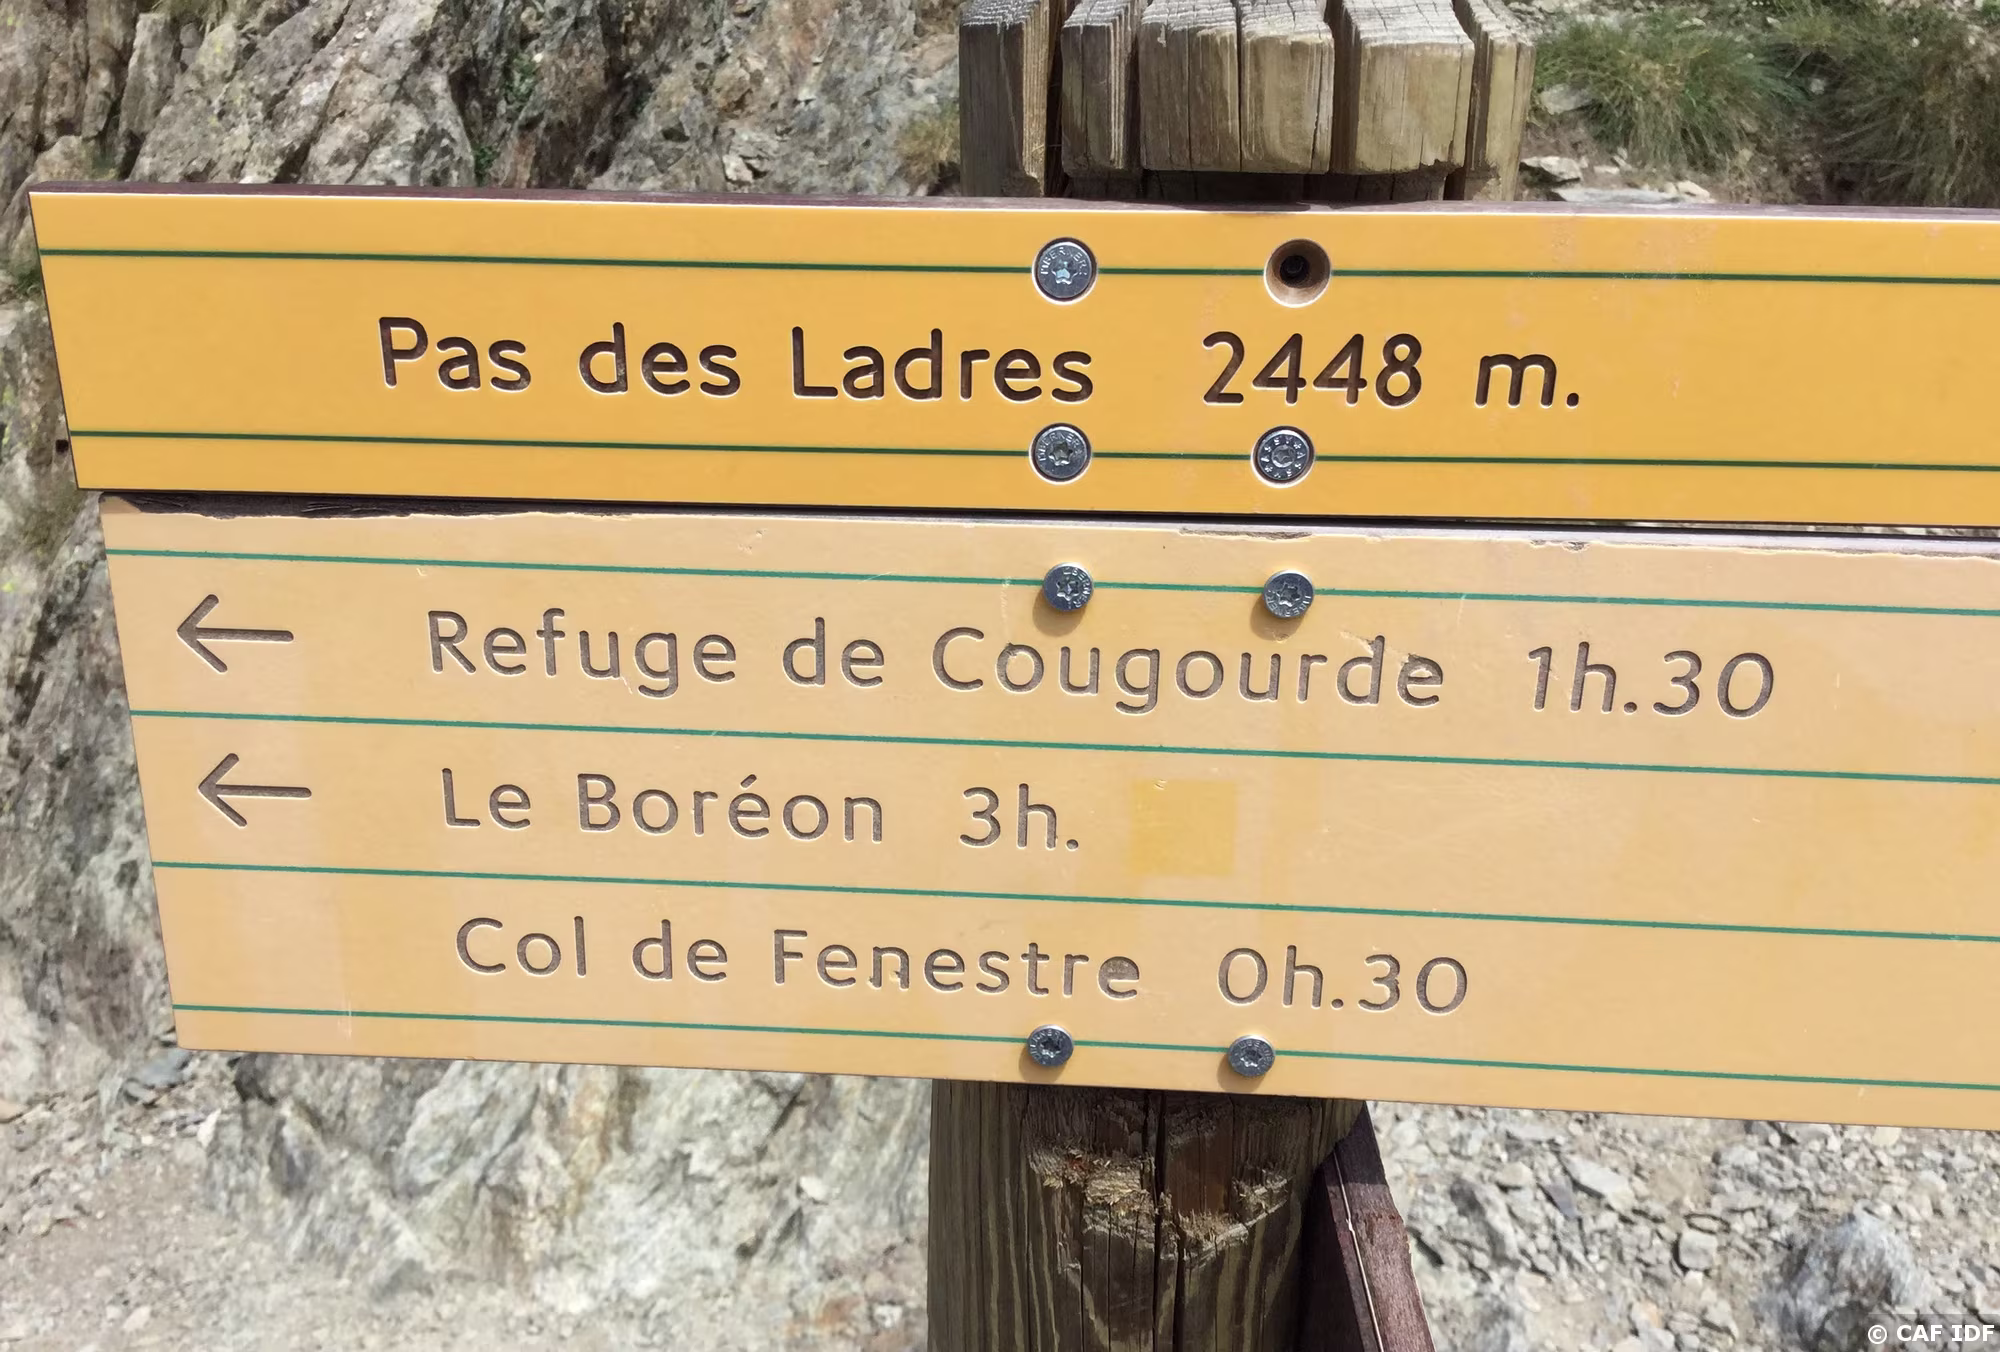 Pas des Ladres 2448 m.
← Refuge de Cougourde 1h.30
← Le Boréon 3h.
Col de Fenestre 0h.30
© CAF IDF